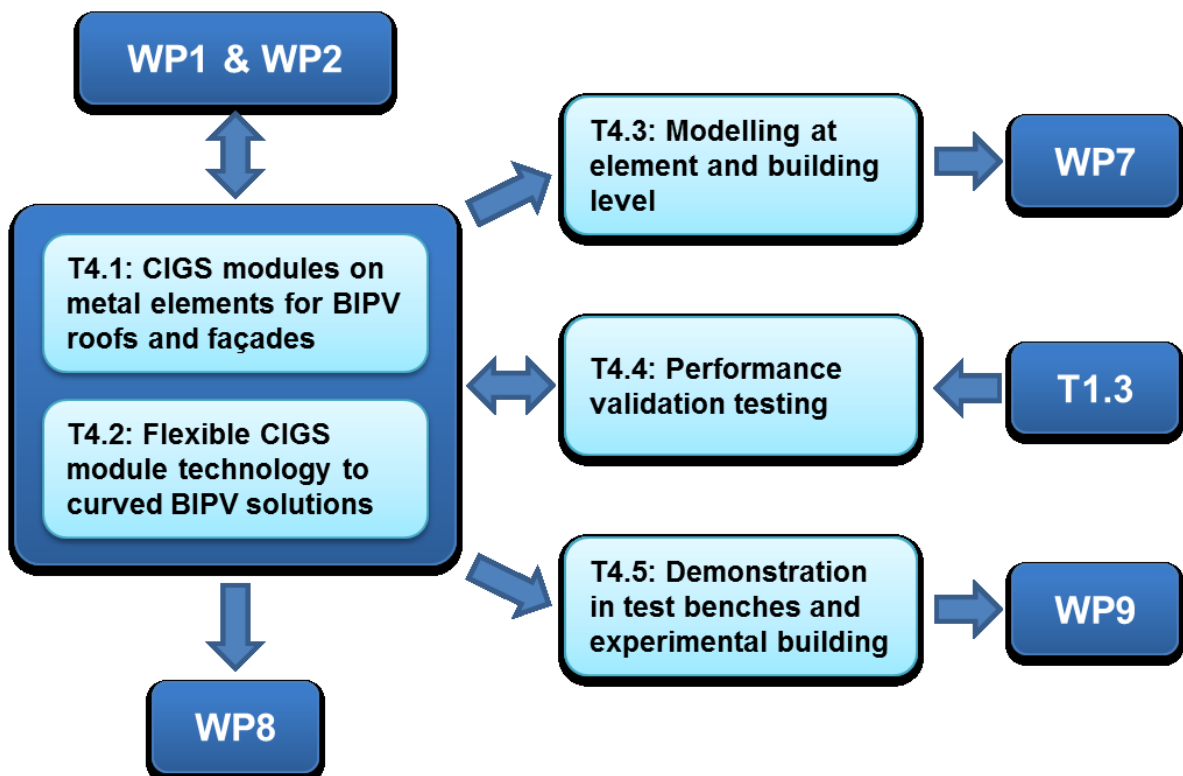 WP1 & WP2
T4.1: CIGS modules on
metal elements for BIPV
roofs and façades
T4.2: Flexible CIGS
module technology to
curved BIPV solutions
WP8
T4.3: Modelling at
element and building
level
WP7
T4.4: Performance
validation testing
T1.3
T4.5: Demonstration
in test benches and
experimental building
WP9